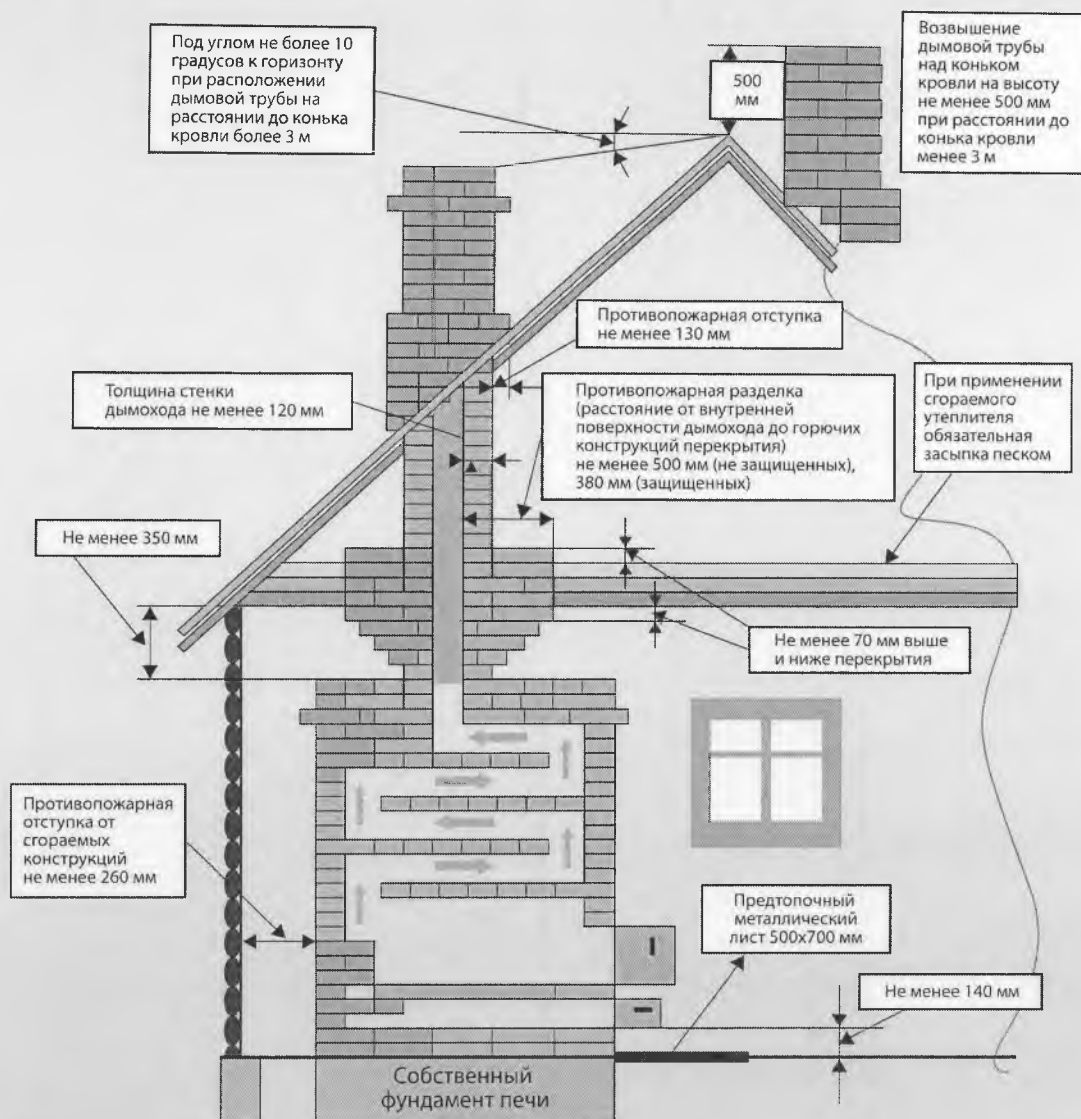 Под углом не более 10
градусов к горизонту
при расположении
дымовой трубы на
расстоянии до конька
кровли более 3 м
500
мм
Возвышение
дымовой трубы
над коньком
кровли на высоту
не менее 500 мм
при расстоянии до
конька кровли
менее 3 м
Противопожарная отступка
не менее 130 мм
Толщина стенки
дымохода не менее 120 мм
Противопожарная разделка
(расстояние от внутренней
поверхности дымохода до горючих
конструкций перекрытия)
не менее 500 мм (не защищенных),
380 мм (защищенных)
При применении
сгораемого
утеплителя
обязательная
засыпка песком
Не менее 350 мм
Не менее 70 мм выше
и ниже перекрытия
Противопожарная
отступка от
сгораемых
конструкций
не менее 260 мм
Предтопочный
металлический
лист 500х700 мм
Не менее 140 мм
Собственный
фундамент печи